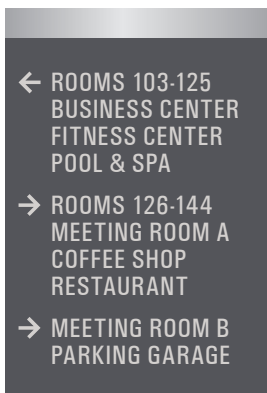 ← ROOMS 103-125
BUSINESS CENTER
FITNESS CENTER
POOL & SPA
→ ROOMS 126-144
MEETING ROOM A
COFFEE SHOP
RESTAURANT
→ MEETING ROOM B
PARKING GARAGE